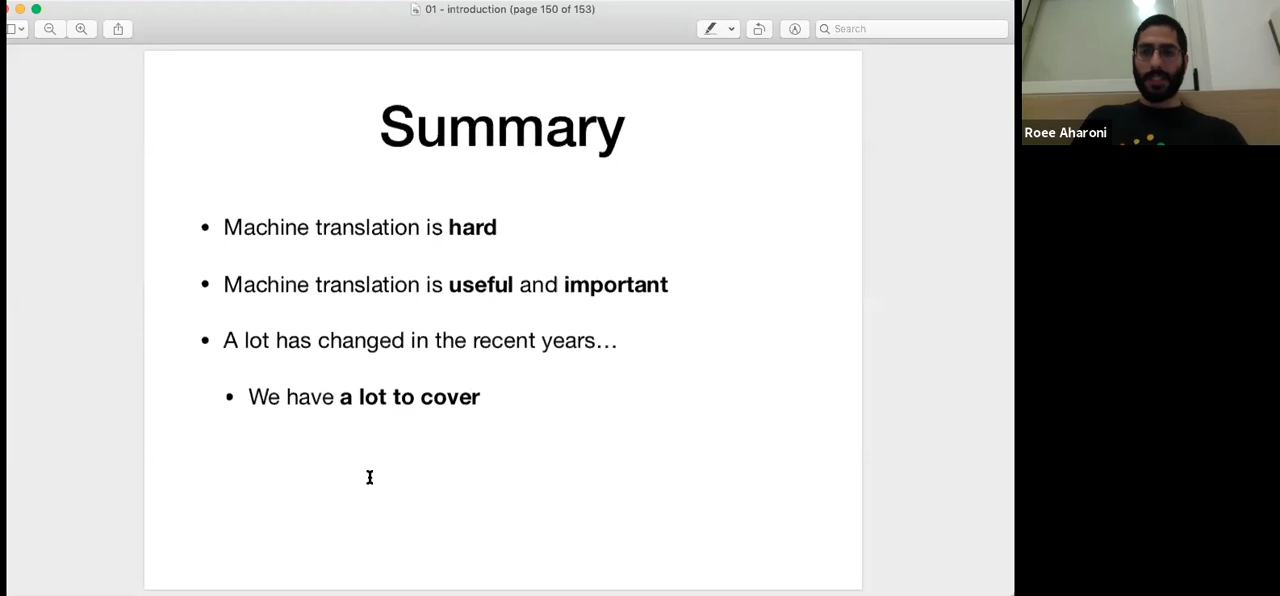 01 - introduction (page 150 of 153)
Search
Summary
• Machine translation is hard
• Machine translation is useful and important
• A lot has changed in the recent years…
• We have a lot to cover
Roee Aharoni